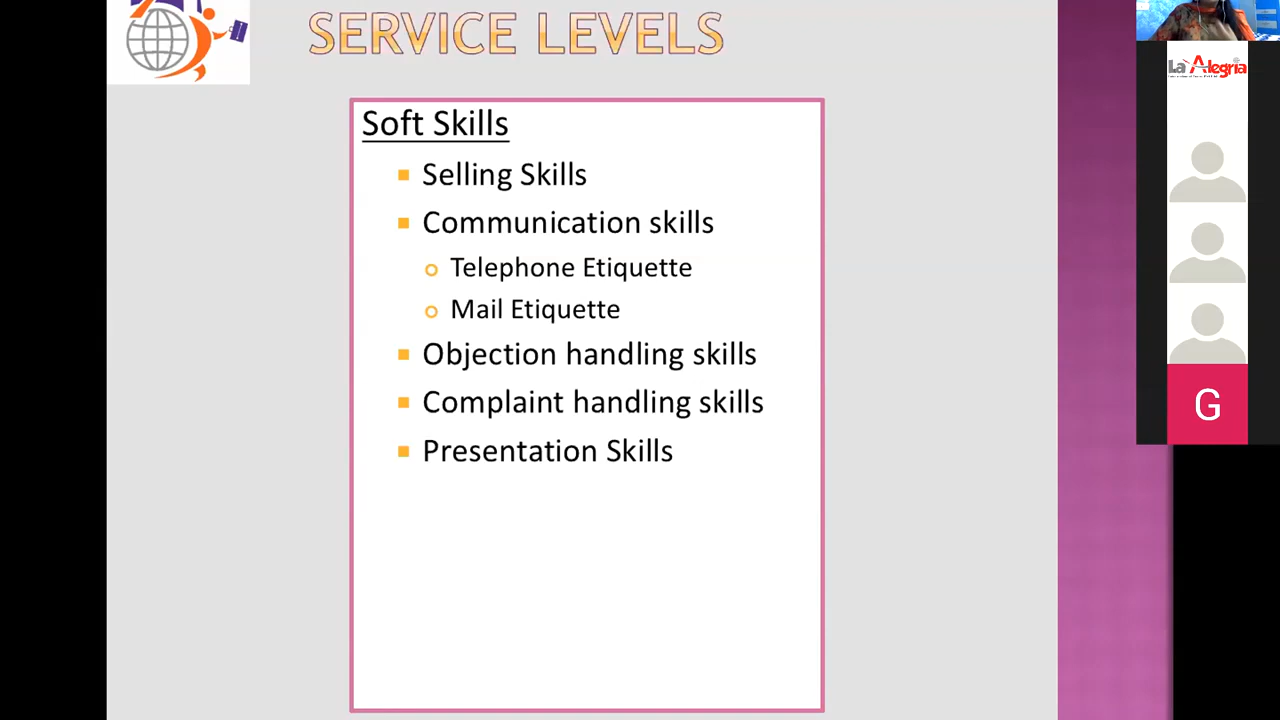 SERVICE LEVELS
Soft Skills
Selling Skills
Communication skills
Telephone Etiquette
Mail Etiquette
Objection handling skills
Complaint handling skills
Presentation Skills
La Alegria
G